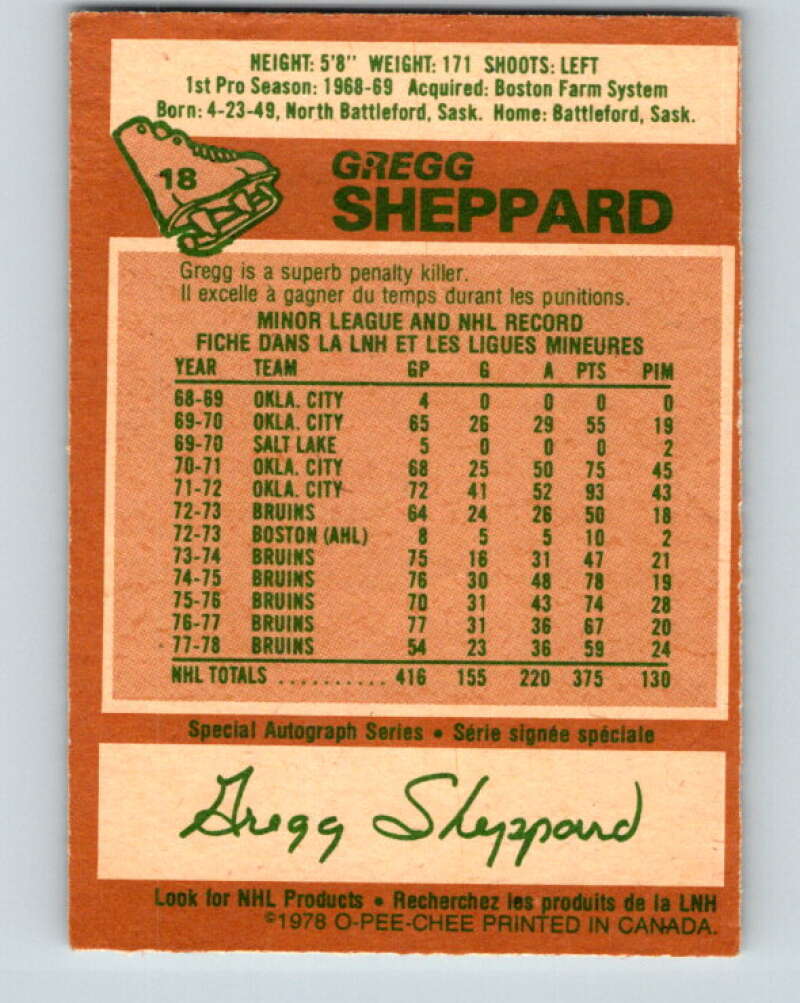 HEIGHT: 5'8" WEIGHT: 171 SHOOTS: LEFT
1st Pro Season: 1968-69 Acquired: Boston Farm System
Born: 4-23-49, North Battleford, Sask. Home: Battleford, Sask.
18
GREGG
SHEPPARD
Gregg is a superb penalty killer.
Il excelle à gagner du temps durant les punitions.
MINOR LEAGUE AND NHL RECORD
FICHE DANS LA LNH ET LES LIGUES MINEURES
YEAR TEAM GP G A PTS PIM
68-69 OKLA. CITY 4 0 0 0 0
69-70 OKLA. CITY 65 26 29 55 19
69-70 SALT LAKE 5 0 0 0 2
70-71 OKLA. CITY 68 25 50 75 45
71-72 OKLA. CITY 72 41 52 93 43
72-73 BRUINS 64 24 26 50 18
72-73 BOSTON (AHL) 8 5 5 10 2
73-74 BRUINS 75 16 31 47 21
74-75 BRUINS 76 30 48 78 19
75-76 BRUINS 70 31 43 74 28
76-77 BRUINS 77 31 36 67 20
77-78 BRUINS 54 23 36 59 24
NHL TOTALS .......... 416 155 220 375 130
Special Autograph Series • Série signée spéciale
Gregg Sheppard
Look for NHL Products • Recherchez les produits de la LNH
©1978 O-PEE-CHEE PRINTED IN CANADA.